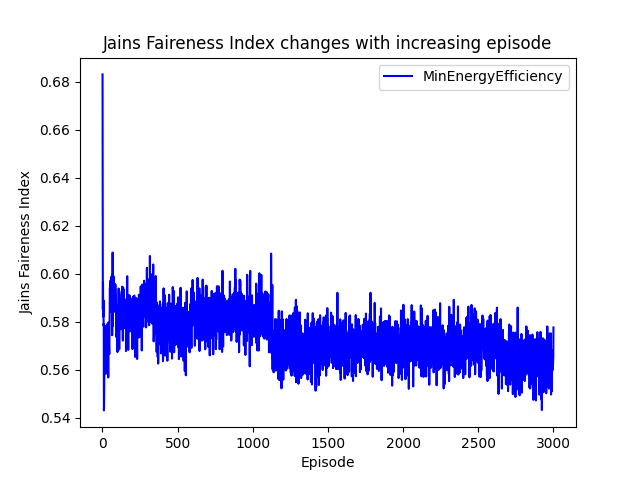 Jains Faireness Index changes with increasing episode
MinEnergyEfficiency
Jains Faireness Index
0.68
0.66
0.64
0.62
0.60
0.58
0.56
0.54
0 500 1000 1500 2000 2500 3000
Episode